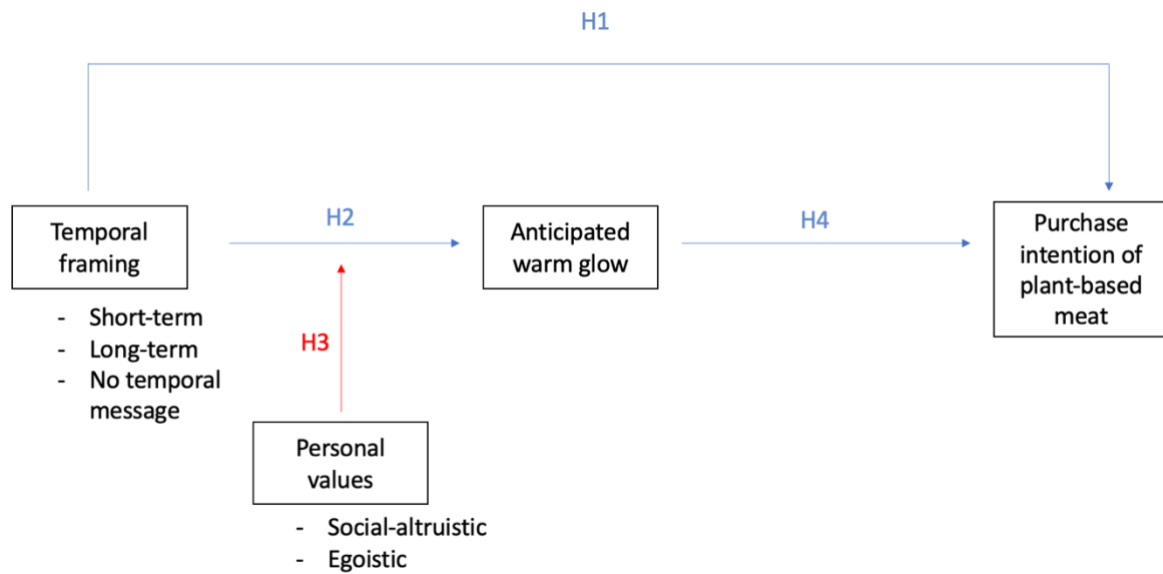 H1
Temporal
framing
H2
Anticipated
warm glow
H4
Purchase
intention of
plant-based
meat
- Short-term
- Long-term
- No temporal
message
H3
Personal
values
- Social-altruistic
- Egoistic